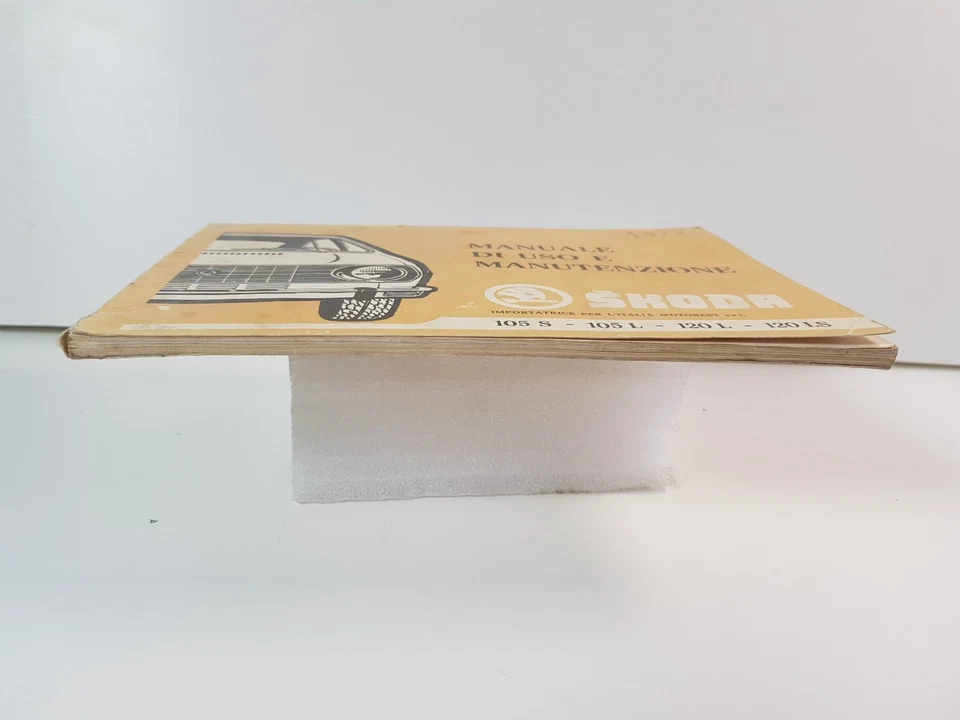 MANUALE
DI USO E
MANUTENZIONE
ŠKODA
IMPORTATRICE PER L'ITALIA MOTOREST s.r.l.
105 S - 105 L - 120 L - 120 LS